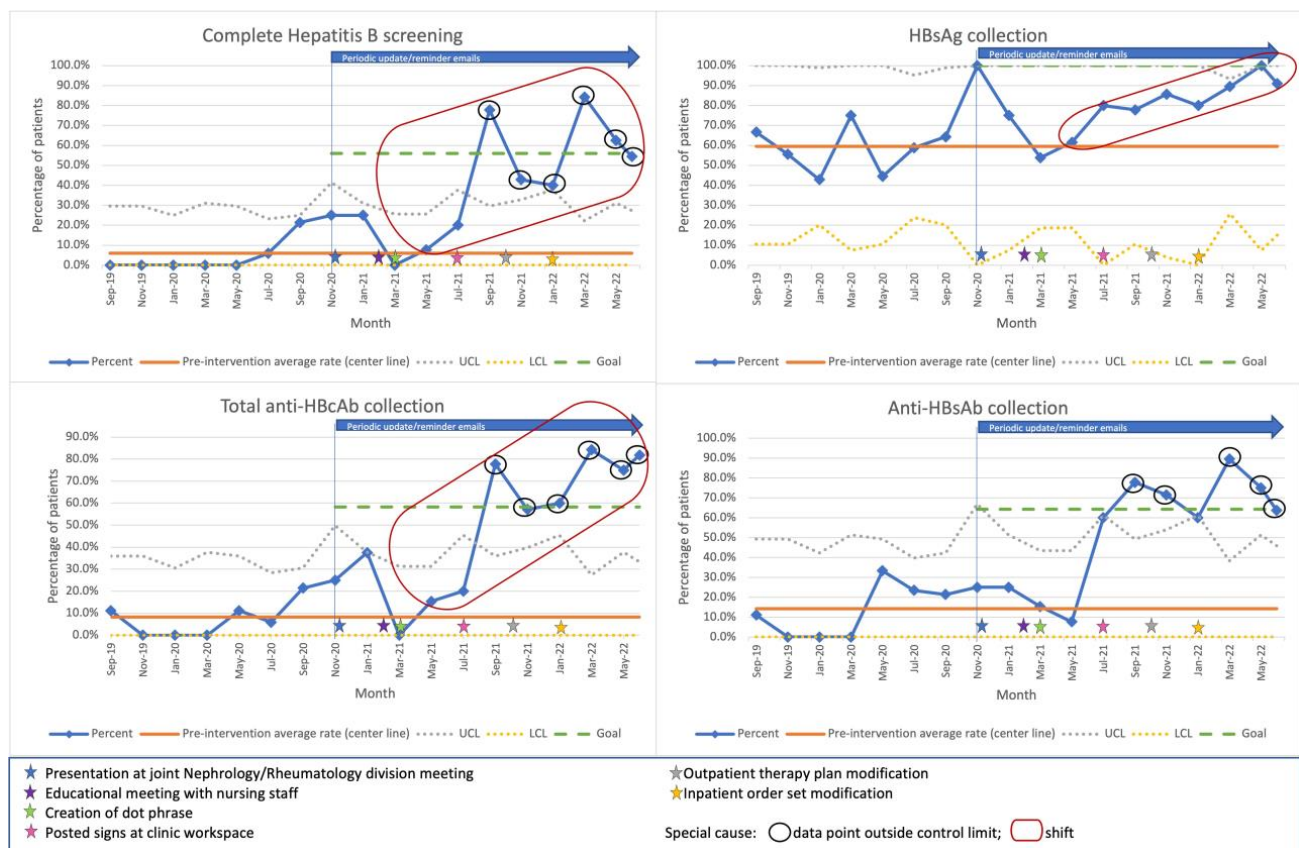 Complete Hepatitis B screening
Periodic update/reminder emails
Percentage of patients
100.0%
90.0%
80.0%
70.0%
60.0%
50.0%
40.0%
30.0%
20.0%
10.0%
0.0%
Sep-19
Nov-19
Jan-20
Mar-20
May-20
Jul-20
Sep-20
Nov-20
Jan-21
Mar-21
May-21
Jul-21
Sep-21
Nov-21
Jan-22
Mar-22
May-22
Month
Percent Pre-intervention average rate (center line) UCL LCL Goal
HBsAg collection
Periodic update/reminder emails
Percentage of patients
100.0%
90.0%
80.0%
70.0%
60.0%
50.0%
40.0%
30.0%
20.0%
10.0%
0.0%
Sep-19
Nov-19
Jan-20
Mar-20
May-20
Jul-20
Sep-20
Nov-20
Jan-21
Mar-21
May-21
Jul-21
Sep-21
Nov-21
Jan-22
Mar-22
May-22
Month
Percent Pre-intervention average rate (center line) UCL LCL Goal
Total anti-HBcAb collection
Periodic update/reminder emails
Percentage of patients
90.0%
80.0%
70.0%
60.0%
50.0%
40.0%
30.0%
20.0%
10.0%
0.0%
Sep-19
Nov-19
Jan-20
Mar-20
May-20
Jul-20
Sep-20
Nov-20
Jan-21
Mar-21
May-21
Jul-21
Sep-21
Nov-21
Jan-22
Mar-22
May-22
Month
Percent Pre-intervention average rate (center line) UCL LCL Goal
Anti-HBsAb collection
Periodic update/reminder emails
Percentage of patients
100.0%
90.0%
80.0%
70.0%
60.0%
50.0%
40.0%
30.0%
20.0%
10.0%
0.0%
Sep-19
Nov-19
Jan-20
Mar-20
May-20
Jul-20
Sep-20
Nov-20
Jan-21
Mar-21
May-21
Jul-21
Sep-21
Nov-21
Jan-22
Mar-22
May-22
Month
Percent Pre-intervention average rate (center line) UCL LCL Goal
Presentation at joint Nephrology/Rheumatology division meeting
Educational meeting with nursing staff
Creation of dot phrase
Posted signs at clinic workspace
Outpatient therapy plan modification
Inpatient order set modification
Special cause: data point outside control limit; shift